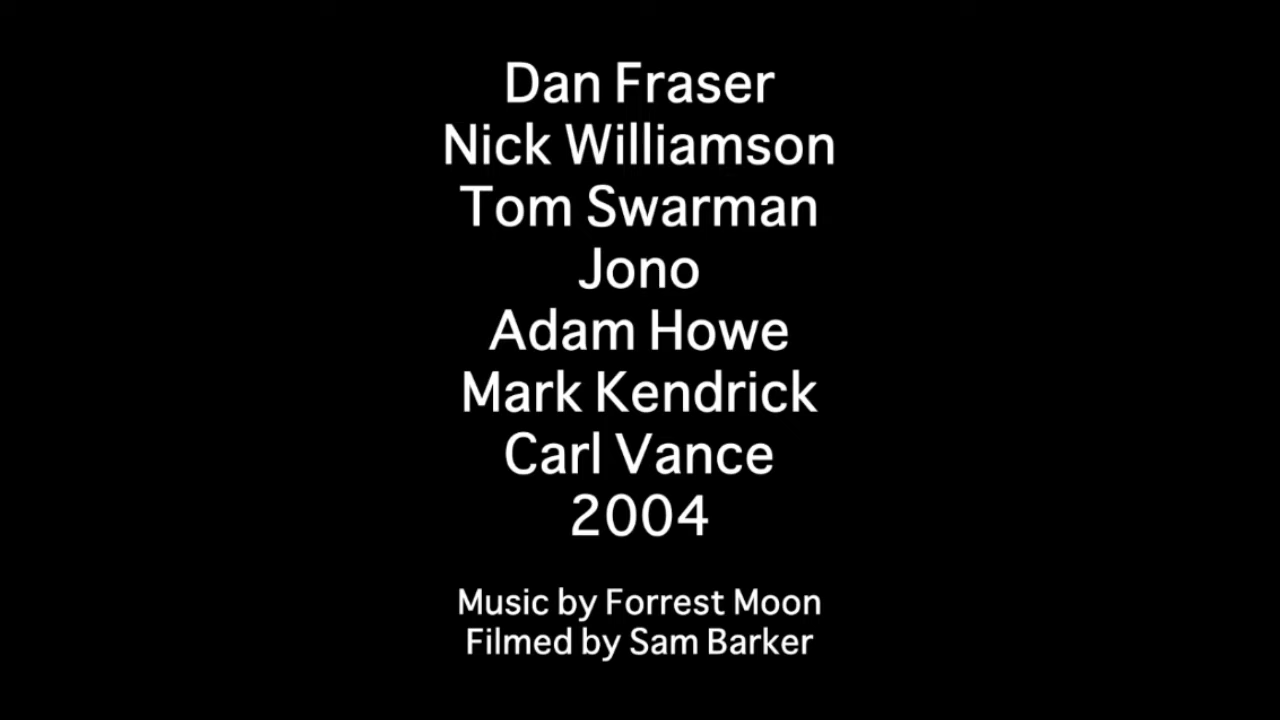 Dan Fraser
Nick Williamson
Tom Swarman
Jono
Adam Howe
Mark Kendrick
Carl Vance
2004
Music by Forrest Moon
Filmed by Sam Barker